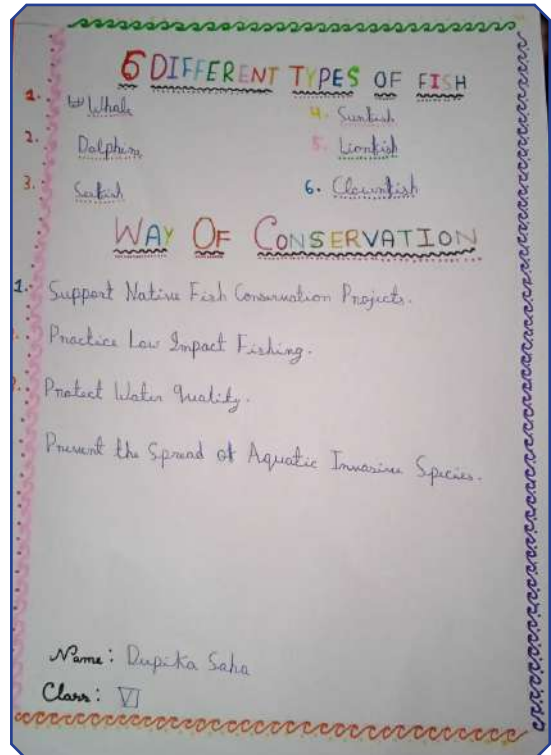 6 DIFFERENT TYPES OF FISH
1. Whale
2. Dolphin
3.
4. Sunfish
5. Lionfish
6. Clownfish
WAY OF CONSERVATION
1. Support Native Fish Conservation Projects.
Practice Low Impact Fishing.
Protect Water Quality.
Prevent the Spread of Aquatic Invasive Species.
Name: Dupika Saha
Class: VI